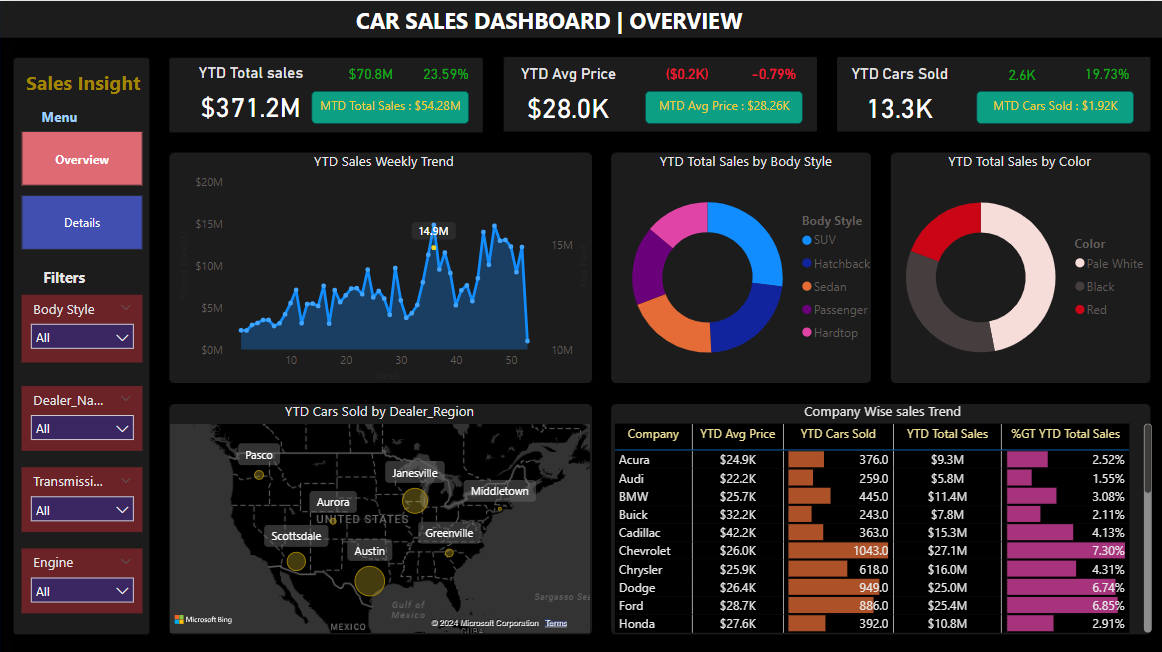 CAR SALES DASHBOARD | OVERVIEW
Sales Insight
Menu
Overview
Details
Filters
Body Style
All
Dealer_Na...
All
Transmissi...
All
Engine
All
YTD Total sales
$70.8M
23.59%
$371.2M
MTD Total Sales : $54.28M
YTD Avg Price
($0.2K)
-0.79%
$28.0K
MTD Avg Price : $28.26K
YTD Cars Sold
2.6K
19.73%
13.3K
MTD Cars Sold : $1.92K
YTD Sales Weekly Trend
$20M
$15M
$10M
$5M
$0M
14.9M
15M
10M
10 20 30 40 50
YTD Total Sales by Body Style
Body Style
SUV
Hatchback
Sedan
Passenger
Hardtop
YTD Total Sales by Color
Color
Pale White
Black
Red
YTD Cars Sold by Dealer_Region
Pasco
Janesville
Middletown
Aurora
UNITED STATES
Scottsdale
Greenville
Austin
Sargasso Sea
Gulf of
Mexico
MEXICO
CUBA
Microsoft Bing
© 2024 Microsoft Corporation Terms
Company Wise sales Trend
Company YTD Avg Price YTD Cars Sold YTD Total Sales %GT YTD Total Sales
Acura $24.9K 376.0 $9.3M 2.52%
Audi $22.2K 259.0 $5.8M 1.55%
BMW $25.7K 445.0 $11.4M 3.08%
Buick $32.2K 243.0 $7.8M 2.11%
Cadillac $42.2K 363.0 $15.3M 4.13%
Chevrolet $26.0K 1043.0 $27.1M 7.30%
Chrysler $25.9K 618.0 $16.0M 4.31%
Dodge $26.4K 949.0 $25.0M 6.74%
Ford $28.7K 886.0 $25.4M 6.85%
Honda $27.6K 392.0 $10.8M 2.91%